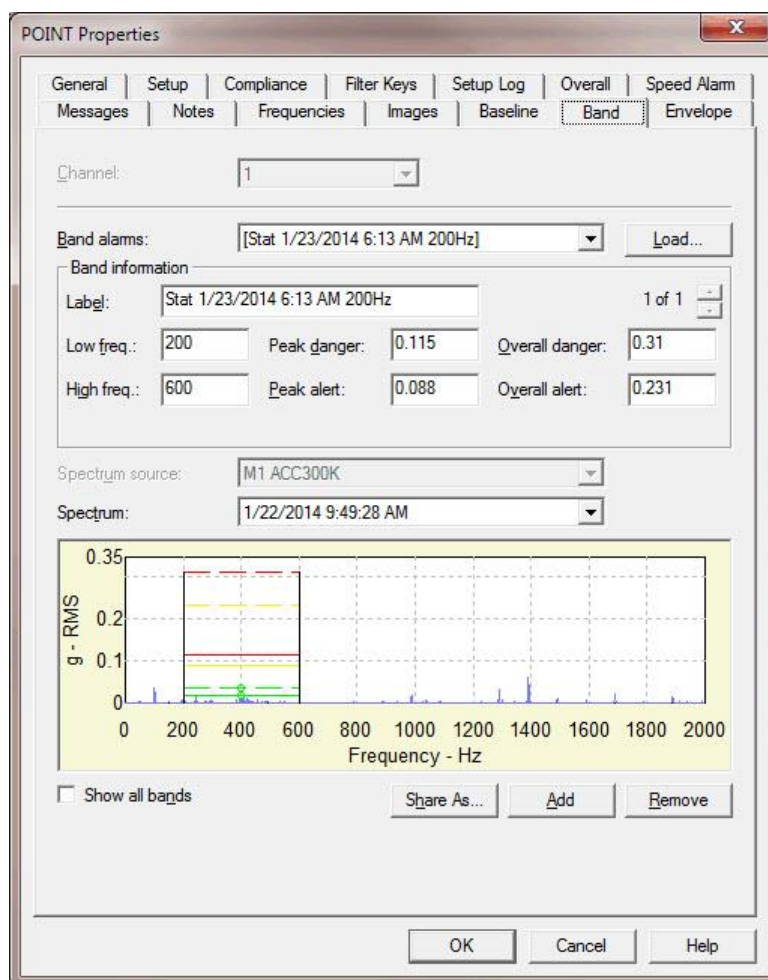 POINT Properties
General Setup Compliance Filter Keys Setup Log Overall Speed Alarm
Messages Notes Frequencies Images Baseline Band Envelope
Channel: 1
Band alarms: [Stat 1/23/2014 6:13 AM 200Hz] Load...
Band information
Label: Stat 1/23/2014 6:13 AM 200Hz 1 of 1
Low freq.: 200 Peak danger: 0.115 Overall danger: 0.31
High freq.: 600 Peak alert: 0.088 Overall alert: 0.231
Spectrum source: M1 ACC300K
Spectrum: 1/22/2014 9:49:28 AM
0.35
0.2
0.1
0
g - RMS
0 200 400 600 800 1000 1200 1400 1600 1800 2000
Frequency - Hz
Show all bands Share As... Add Remove
OK Cancel Help